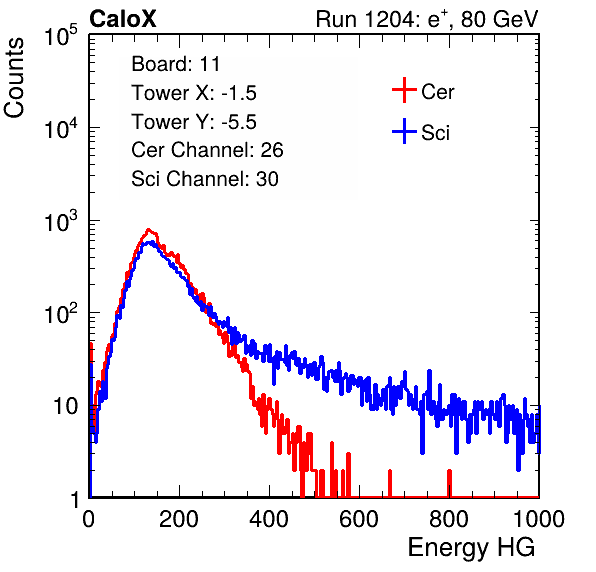 CaloX Run 1204: e⁺, 80 GeV
Counts
10⁵
10⁴
10³
10²
10
1
Board: 11
Tower X: -1.5
Tower Y: -5.5
Cer Channel: 26
Sci Channel: 30
Cer
Sci
0 200 400 600 800 1000
Energy HG